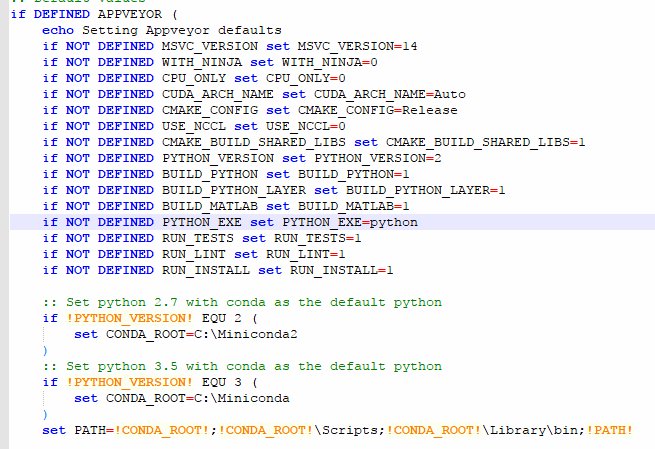 :: Default values
if DEFINED APPVEYOR (
    echo Setting Appveyor defaults
    if NOT DEFINED MSVC_VERSION set MSVC_VERSION=14
    if NOT DEFINED WITH_NINJA set WITH_NINJA=0
    if NOT DEFINED CPU_ONLY set CPU_ONLY=0
    if NOT DEFINED CUDA_ARCH_NAME set CUDA_ARCH_NAME=Auto
    if NOT DEFINED CMAKE_CONFIG set CMAKE_CONFIG=Release
    if NOT DEFINED USE_NCCL set USE_NCCL=0
    if NOT DEFINED CMAKE_BUILD_SHARED_LIBS set CMAKE_BUILD_SHARED_LIBS=1
    if NOT DEFINED PYTHON_VERSION set PYTHON_VERSION=2
    if NOT DEFINED BUILD_PYTHON set BUILD_PYTHON=1
    if NOT DEFINED BUILD_PYTHON_LAYER set BUILD_PYTHON_LAYER=1
    if NOT DEFINED BUILD_MATLAB set BUILD_MATLAB=1
    if NOT DEFINED PYTHON_EXE set PYTHON_EXE=python
    if NOT DEFINED RUN_TESTS set RUN_TESTS=1
    if NOT DEFINED RUN_LINT set RUN_LINT=1
    if NOT DEFINED RUN_INSTALL set RUN_INSTALL=1

    :: Set python 2.7 with conda as the default python
    if !PYTHON_VERSION! EQU 2 (
        set CONDA_ROOT=C:\Miniconda2
    )
    :: Set python 3.5 with conda as the default python
    if !PYTHON_VERSION! EQU 3 (
        set CONDA_ROOT=C:\Miniconda
    )
    set PATH=!CONDA_ROOT!;!CONDA_ROOT!\Scripts;!CONDA_ROOT!\Library\bin;!PATH!